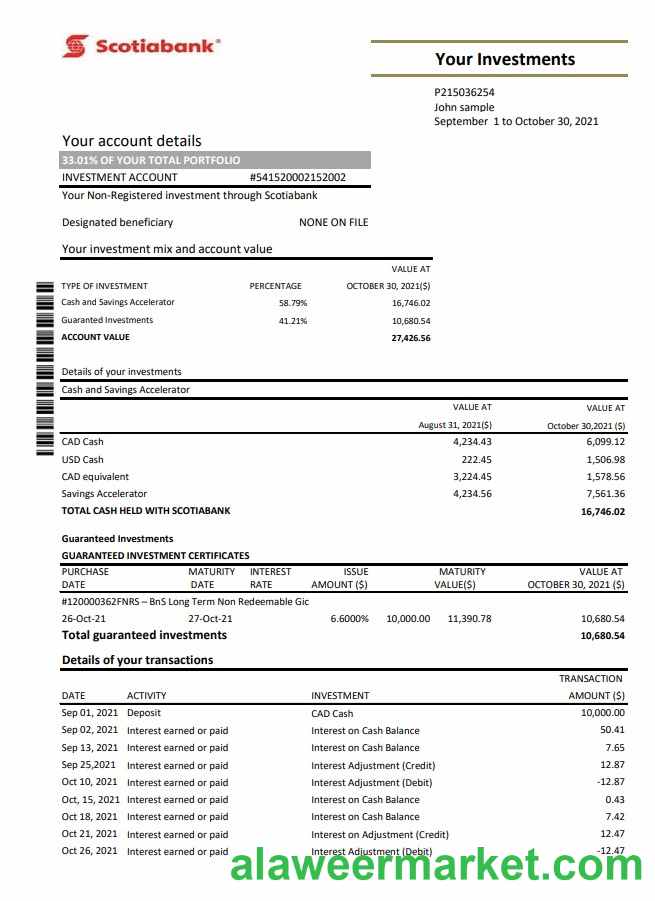 Scotiabank®
Your Investments
P215036254
John sample
September 1 to October 30, 2021
Your account details
33.01% OF YOUR TOTAL PORTFOLIO
INVESTMENT ACCOUNT #541520002152002
Your Non-Registered investment through Scotiabank
Designated beneficiary NONE ON FILE
Your investment mix and account value
VALUE AT
TYPE OF INVESTMENT PERCENTAGE OCTOBER 30, 2021($)
Cash and Savings Accelerator 58.79% 16,746.02
Guaranted Investments 41.21% 10,680.54
ACCOUNT VALUE 27,426.56
Details of your investments
Cash and Savings Accelerator
VALUE AT VALUE AT
August 31, 2021($) October 30,2021 ($)
CAD Cash 4,234.43 6,099.12
USD Cash 222.45 1,506.98
CAD equivalent 3,224.45 1,578.56
Savings Accelerator 4,234.56 7,561.36
TOTAL CASH HELD WITH SCOTIABANK 16,746.02
Guaranteed Investments
GUARANTEED INVESTMENT CERTIFICATES
PURCHASE MATURITY INTEREST ISSUE MATURITY VALUE AT
DATE DATE RATE AMOUNT ($) VALUE($) OCTOBER 30, 2021 ($)
#120000362FNRS – BnS Long Term Non Redeemable Gic
26-Oct-21 27-Oct-21 6.6000% 10,000.00 11,390.78 10,680.54
Total guaranteed investments 10,680.54
Details of your transactions
TRANSACTION
DATE ACTIVITY INVESTMENT AMOUNT ($)
Sep 01, 2021 Deposit CAD Cash 10,000.00
Sep 02, 2021 Interest earned or paid Interest on Cash Balance 50.41
Sep 13, 2021 Interest earned or paid Interest on Cash Balance 7.65
Sep 25,2021 Interest earned or paid Interest Adjustment (Credit) 12.87
Oct 10, 2021 Interest earned or paid Interest Adjustment (Debit) -12.87
Oct, 15, 2021 Interest earned or paid Interest on Cash Balance 0.43
Oct 18, 2021 Interest earned or paid Interest on Cash Balance 7.42
Oct 21, 2021 Interest earned or paid Interest on Adjustment (Credit) 12.47
Oct 26, 2021 Interest earned or paid Interest Adjustment (Debit) -12.47
alaweermarket.com